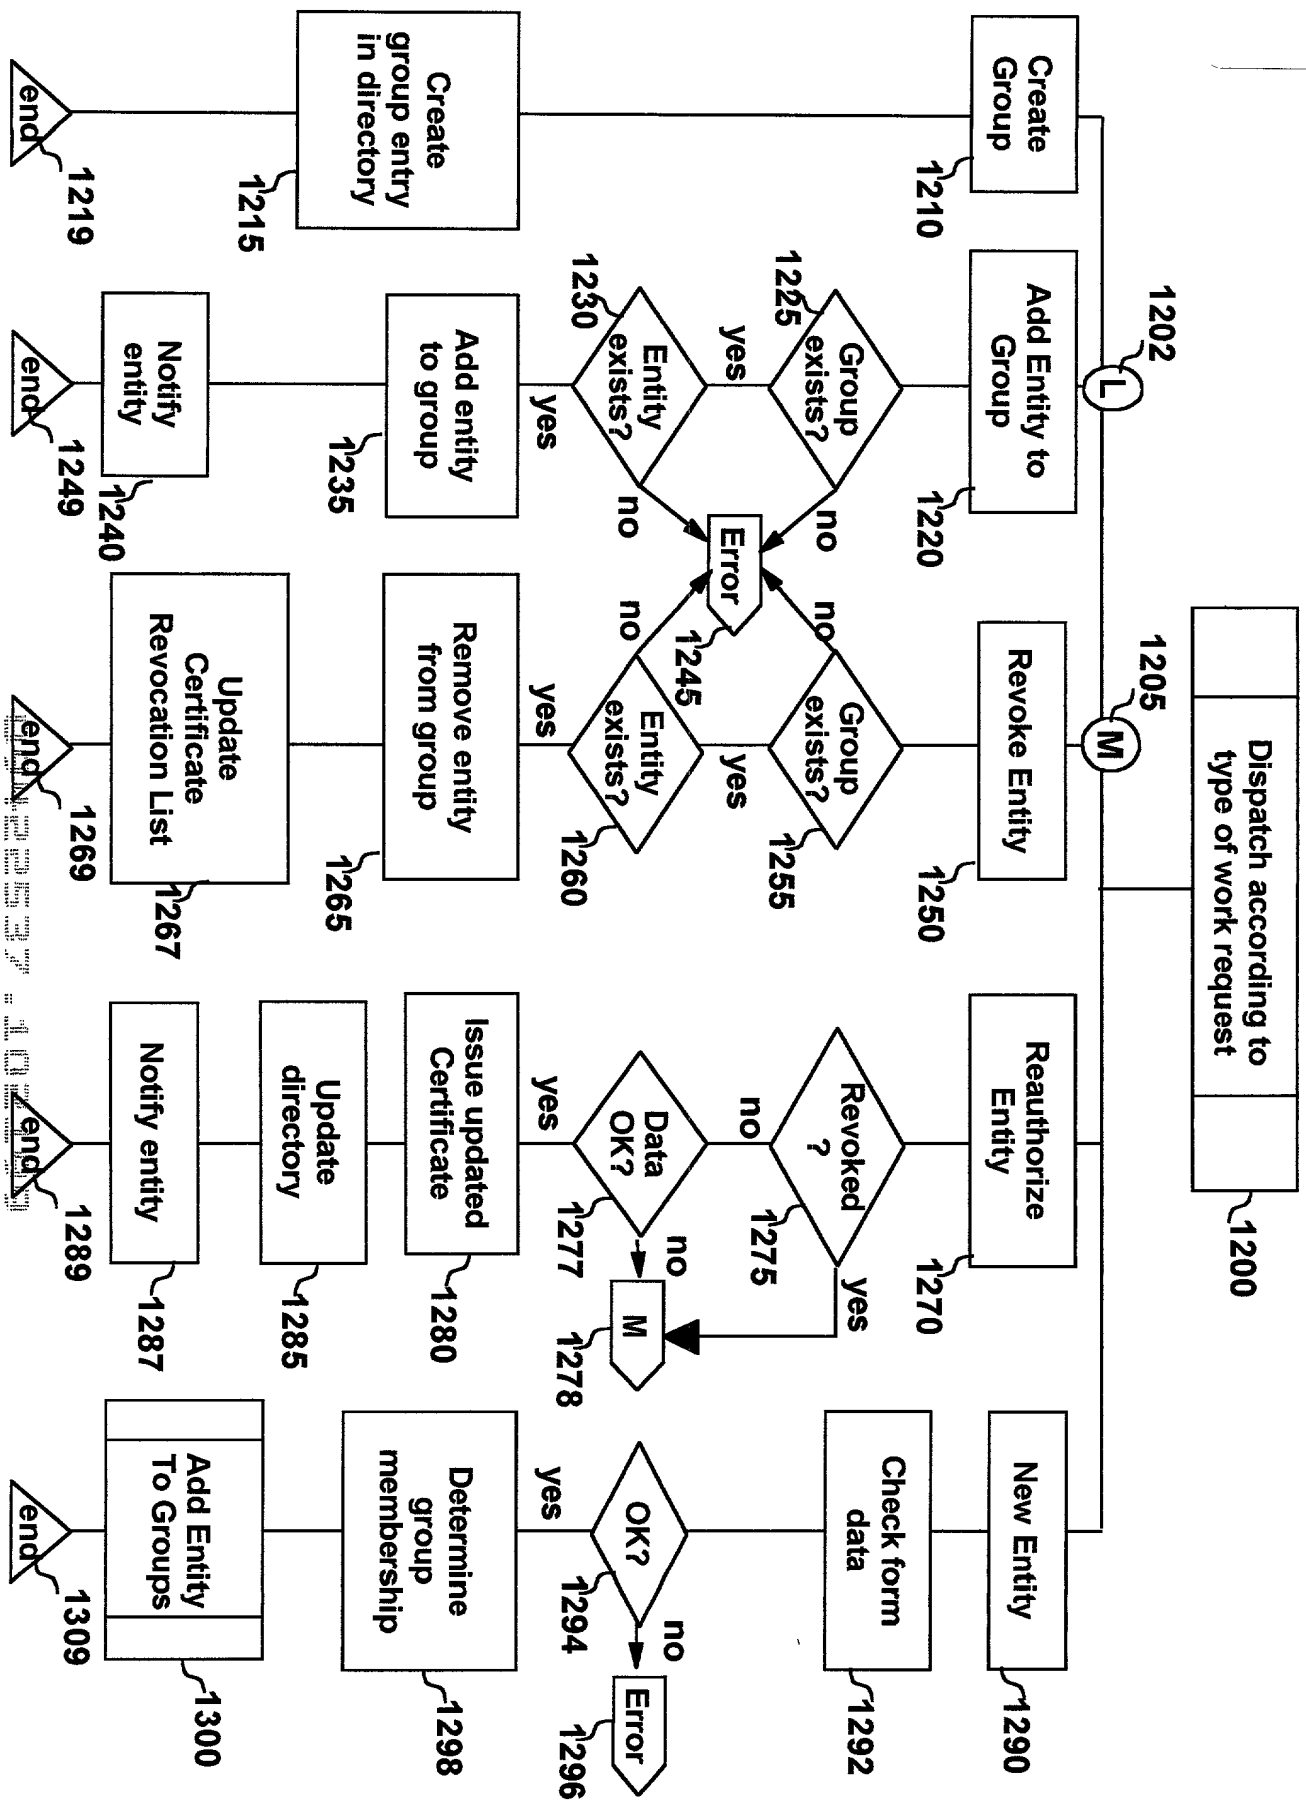 Dispatch according to
type of work request
1200
1202
L
1205
M
Create
Group
1210
Create
group entry
in directory
1215
end
1219
Add Entity to
Group
1220
Group
exists?
1225
yes
no
Entity
exists?
1230
yes
no
Add entity
to group
1235
Notify
entity
1240
end
1249
Error
1245
Revoke Entity
1250
Group
exists?
1255
no
yes
Entity
exists?
1260
no
yes
Remove entity
from group
1265
Update
Certificate
Revocation List
1267
end
1269
Reauthorize
Entity
1270
Revoked
?
1275
yes
no
Data
OK?
1277
no
yes
M
1278
Issue updated
Certificate
1280
Update
directory
1285
Notify entity
1287
end
1289
New Entity
1290
Check form
data
1292
OK?
1294
no
yes
Error
1296
Determine
group
membership
1298
Add Entity
To Groups
1300
end
1309